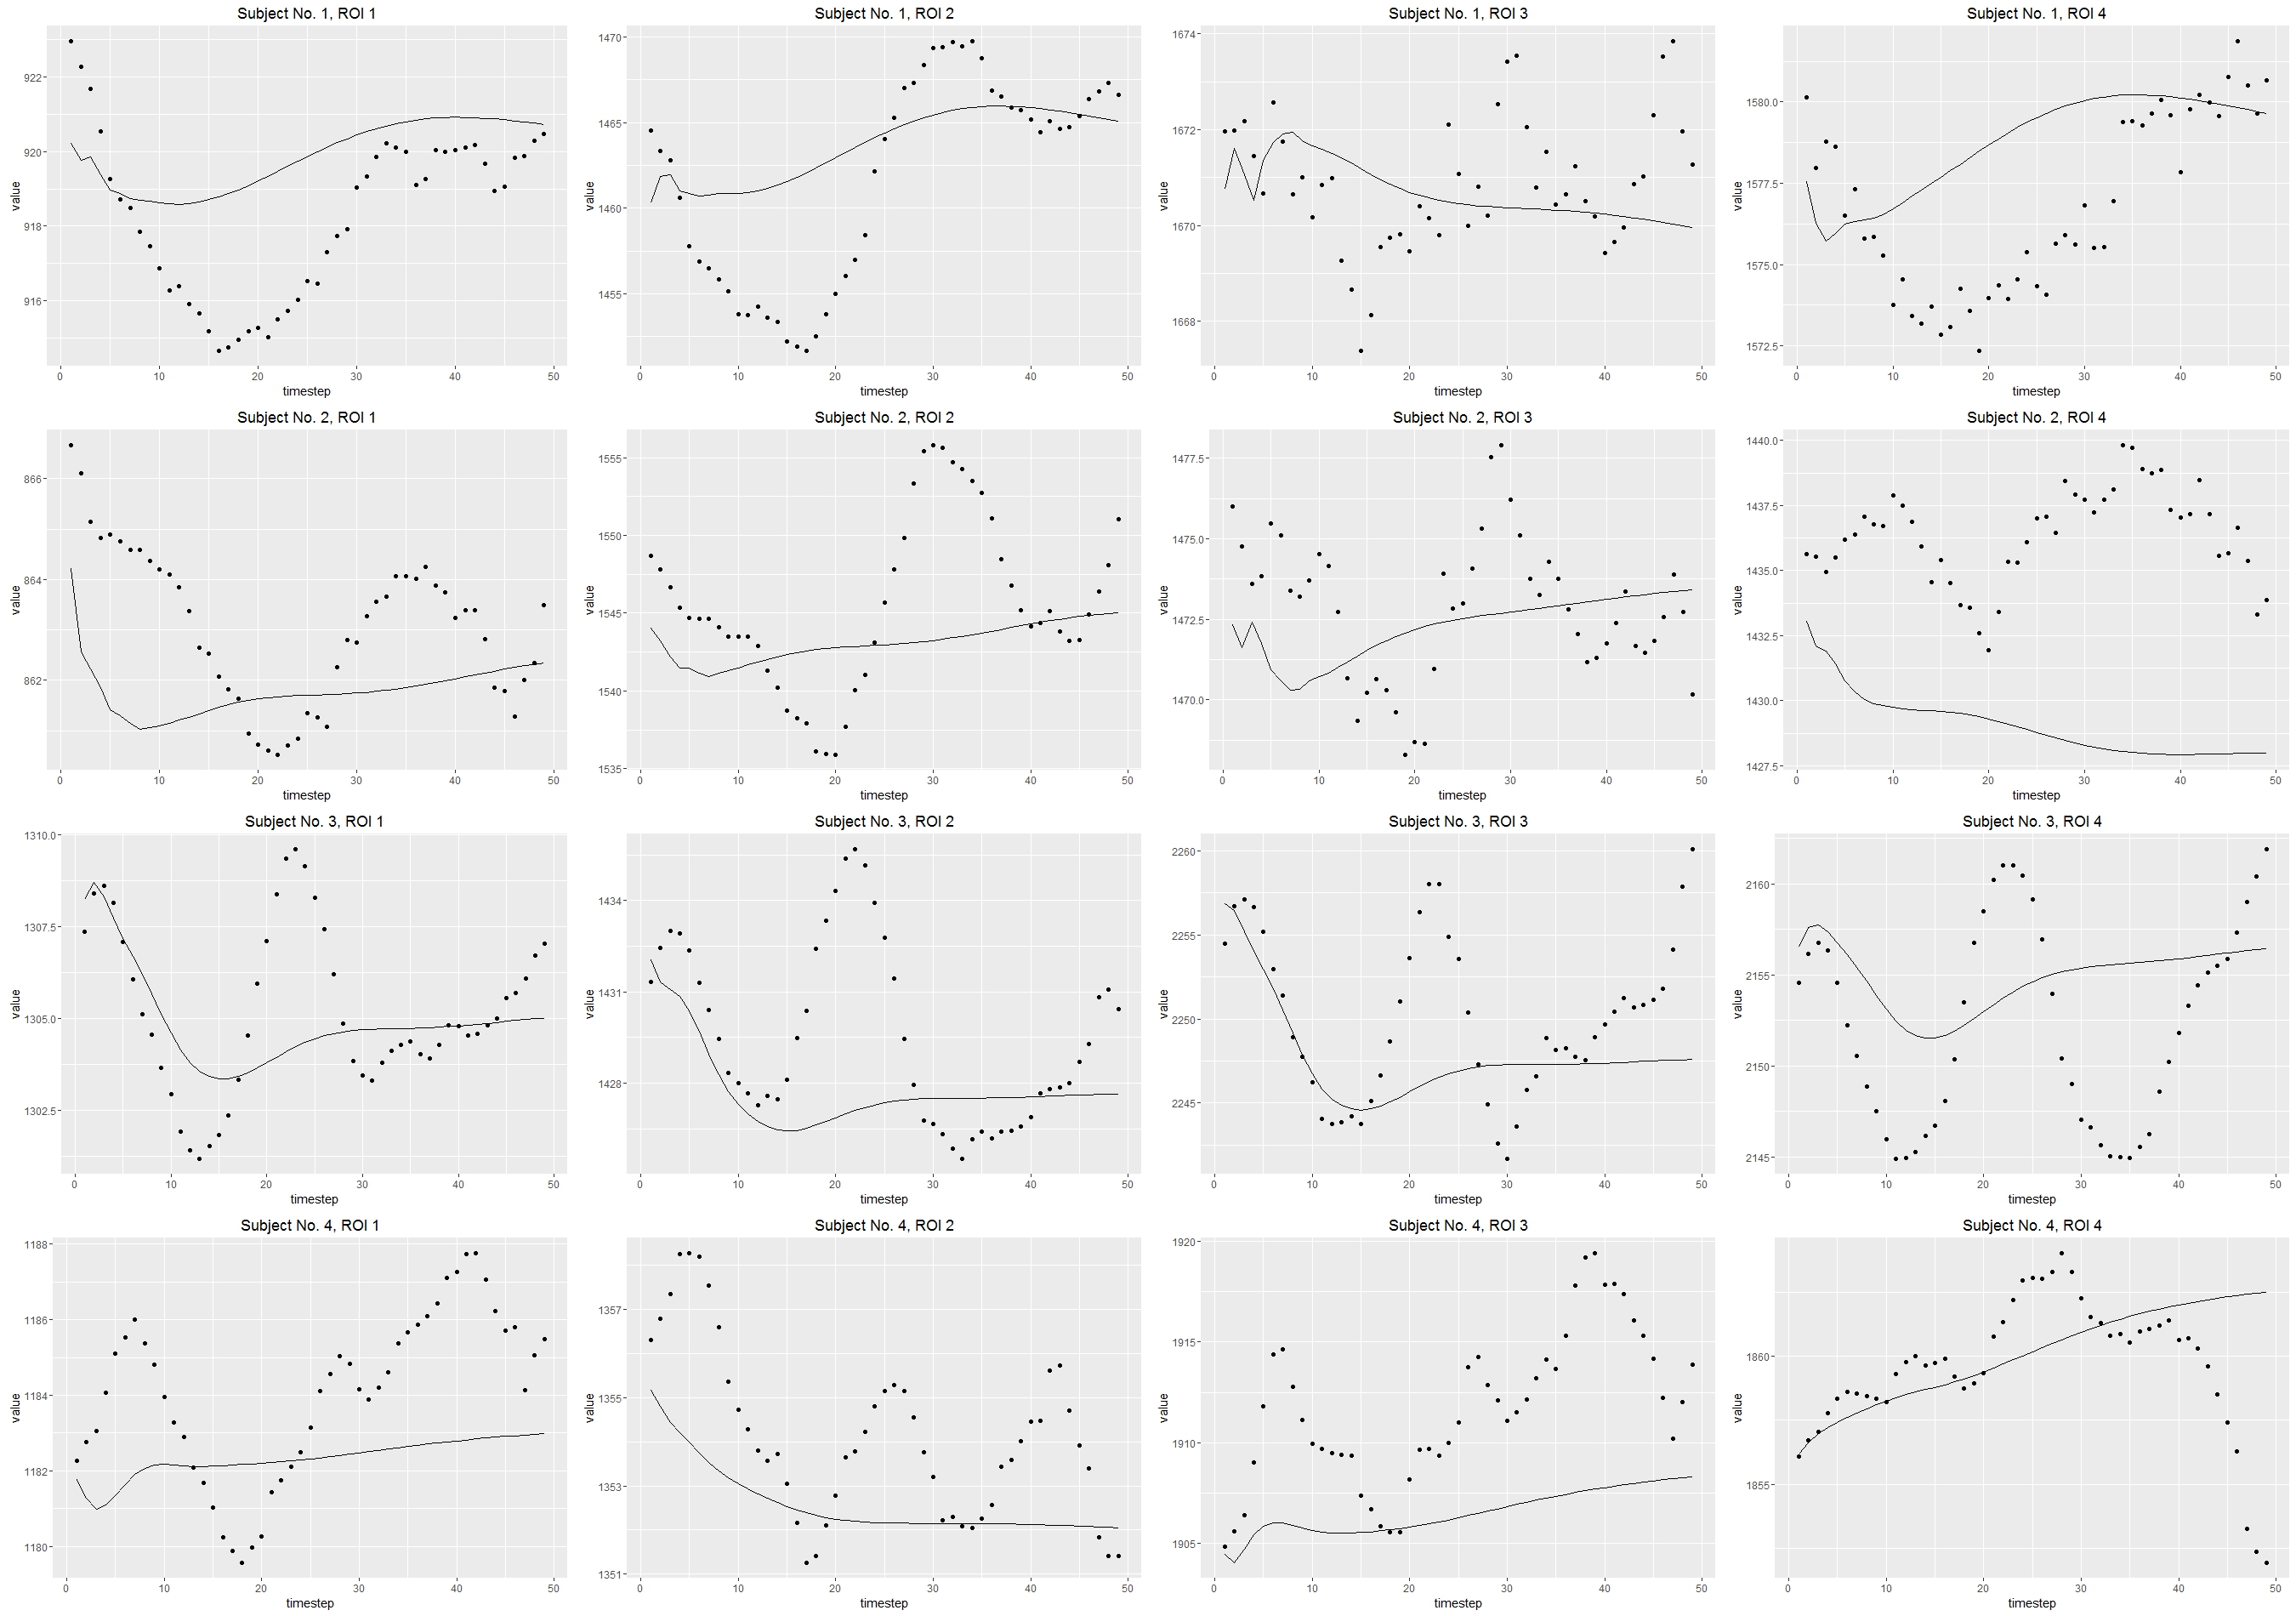 Subject No. 1, ROI 1
922
920
918
916
value
0 10 20 30 40 50
timestep
Subject No. 1, ROI 2
1470
1465
1460
1455
value
0 10 20 30 40 50
timestep
Subject No. 1, ROI 3
1674
1672
1670
1668
value
0 10 20 30 40 50
timestep
Subject No. 1, ROI 4
1580.0
1577.5
1575.0
1572.5
value
0 10 20 30 40 50
timestep
Subject No. 2, ROI 1
866
864
862
value
0 10 20 30 40 50
timestep
Subject No. 2, ROI 2
1555
1550
1545
1540
1535
value
0 10 20 30 40 50
timestep
Subject No. 2, ROI 3
1477.5
1475.0
1472.5
1470.0
value
0 10 20 30 40 50
timestep
Subject No. 2, ROI 4
1440.0
1437.5
1435.0
1432.5
1430.0
1427.5
value
0 10 20 30 40 50
timestep
Subject No. 3, ROI 1
1310.0
1307.5
1305.0
1302.5
value
0 10 20 30 40 50
timestep
Subject No. 3, ROI 2
1434
1431
1428
value
0 10 20 30 40 50
timestep
Subject No. 3, ROI 3
2260
2255
2250
2245
value
0 10 20 30 40 50
timestep
Subject No. 3, ROI 4
2160
2155
2150
2145
value
0 10 20 30 40 50
timestep
Subject No. 4, ROI 1
1188
1186
1184
1182
1180
value
0 10 20 30 40 50
timestep
Subject No. 4, ROI 2
1357
1355
1353
1351
value
0 10 20 30 40 50
timestep
Subject No. 4, ROI 3
1920
1915
1910
1905
value
0 10 20 30 40 50
timestep
Subject No. 4, ROI 4
1860
1855
value
0 10 20 30 40 50
timestep